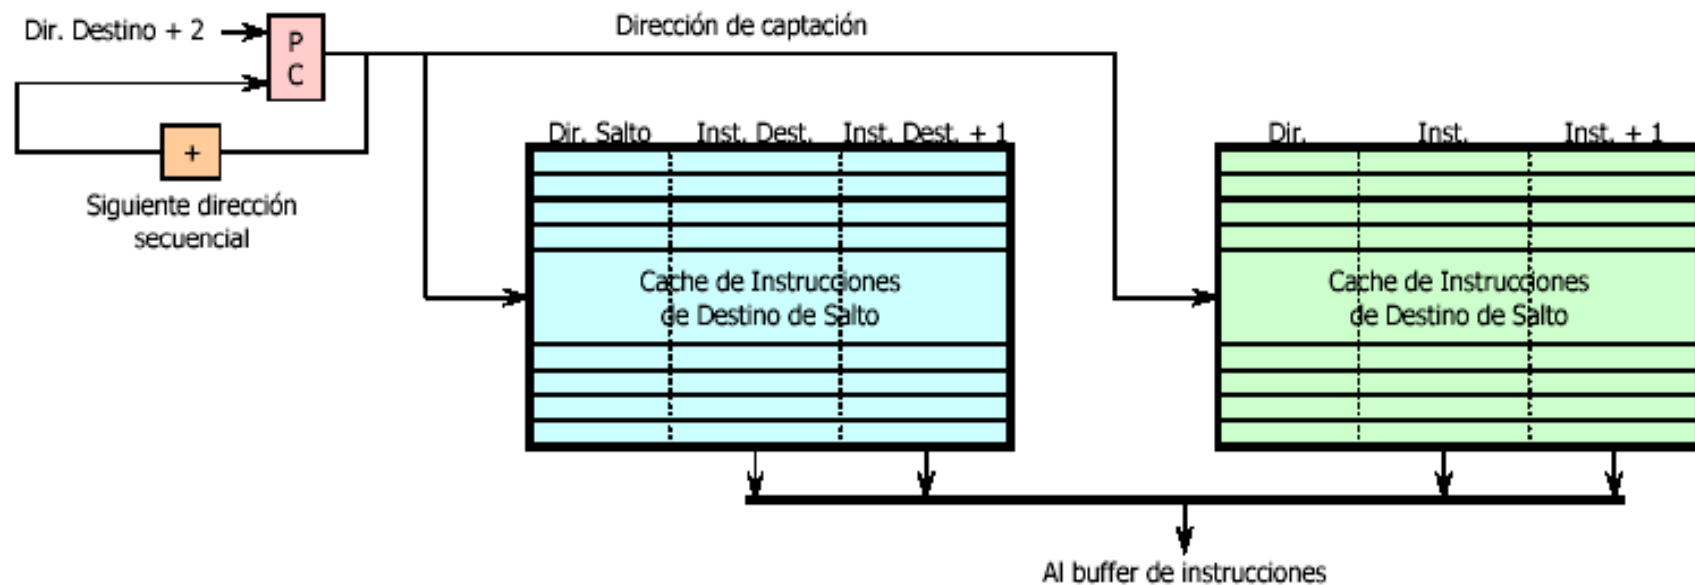 Dir. Destino + 2
P
C
Dirección de captación
+
Siguiente dirección
secuencial
Dir. Salto Inst. Dest. Inst. Dest. + 1
Cache de Instrucciones
de Destino de Salto
Dir. Inst. Inst. + 1
Cache de Instrucciones
de Destino de Salto
Al buffer de instrucciones